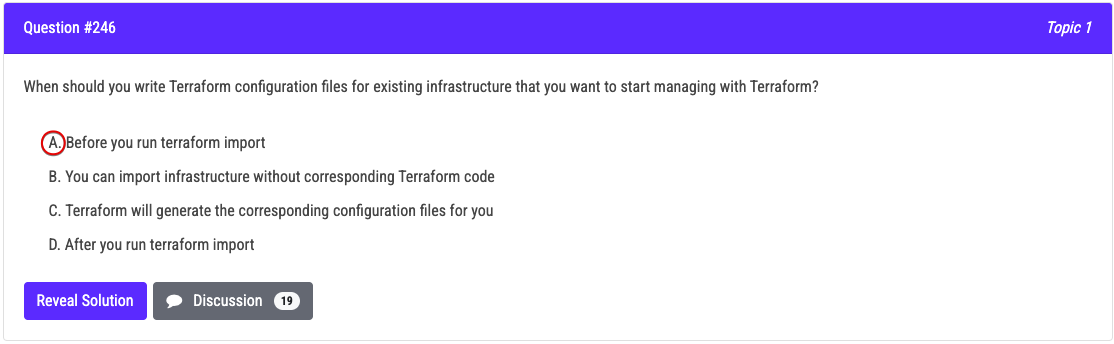 Question #246
Topic 1
When should you write Terraform configuration files for existing infrastructure that you want to start managing with Terraform?
A. Before you run terraform import
B. You can import infrastructure without corresponding Terraform code
C. Terraform will generate the corresponding configuration files for you
D. After you run terraform import
Reveal Solution
Discussion 19